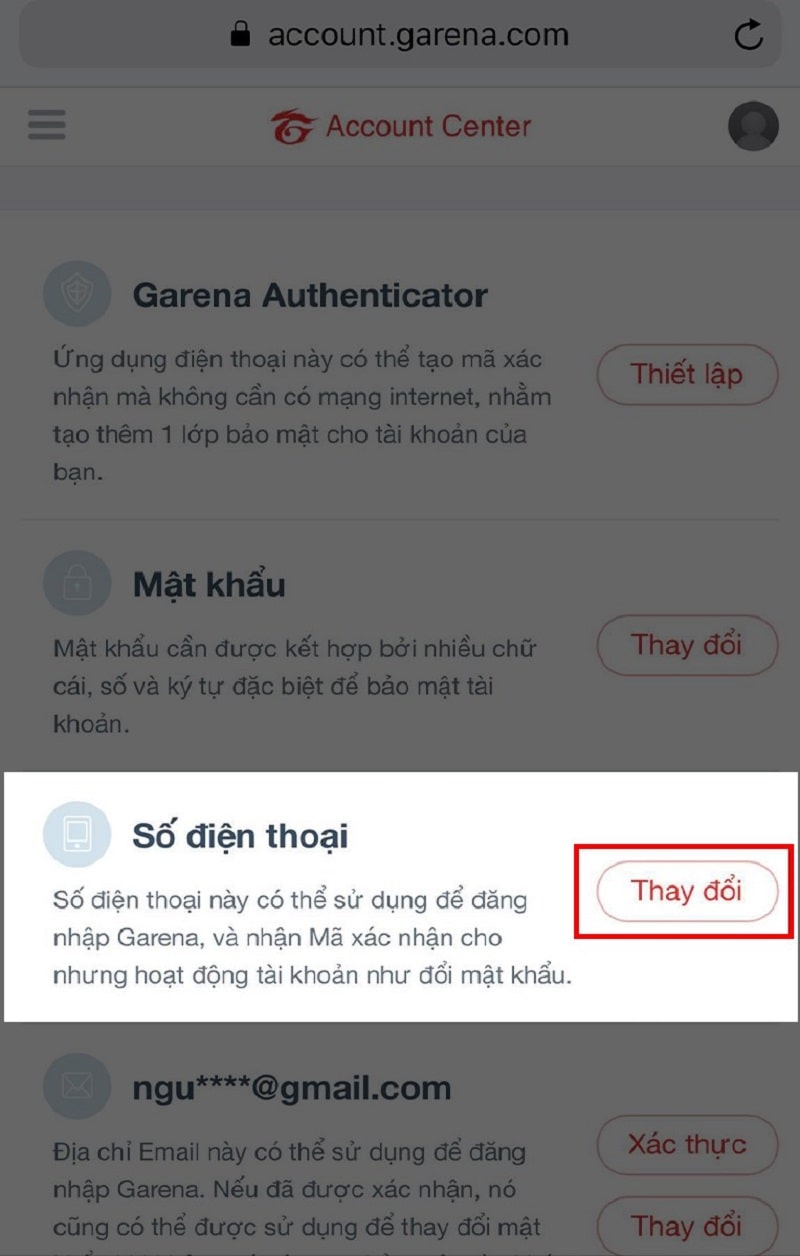 account.garena.com
Account Center
Garena Authenticator
Ứng dụng điện thoại này có thể tạo mã xác
nhận mà không cần có mạng internet, nhằm
tạo thêm 1 lớp bảo mật cho tài khoản của
bạn.
Thiết lập
Mật khẩu
Mật khẩu cần được kết hợp bởi nhiều chữ
cái, số và ký tự đặc biệt để bảo mật tài
khoản.
Thay đổi
Số điện thoại
Số điện thoại này có thể sử dụng để đăng
nhập Garena, và nhận Mã xác nhận cho
nhưng hoạt động tài khoản như đổi mật khẩu.
Thay đổi
ngu****@gmail.com
Địa chỉ Email này có thể sử dụng để đăng
nhập Garena. Nếu đã được xác nhận, nó
cũng có thể được sử dụng để thay đổi mật
Xác thực
Thay đổi